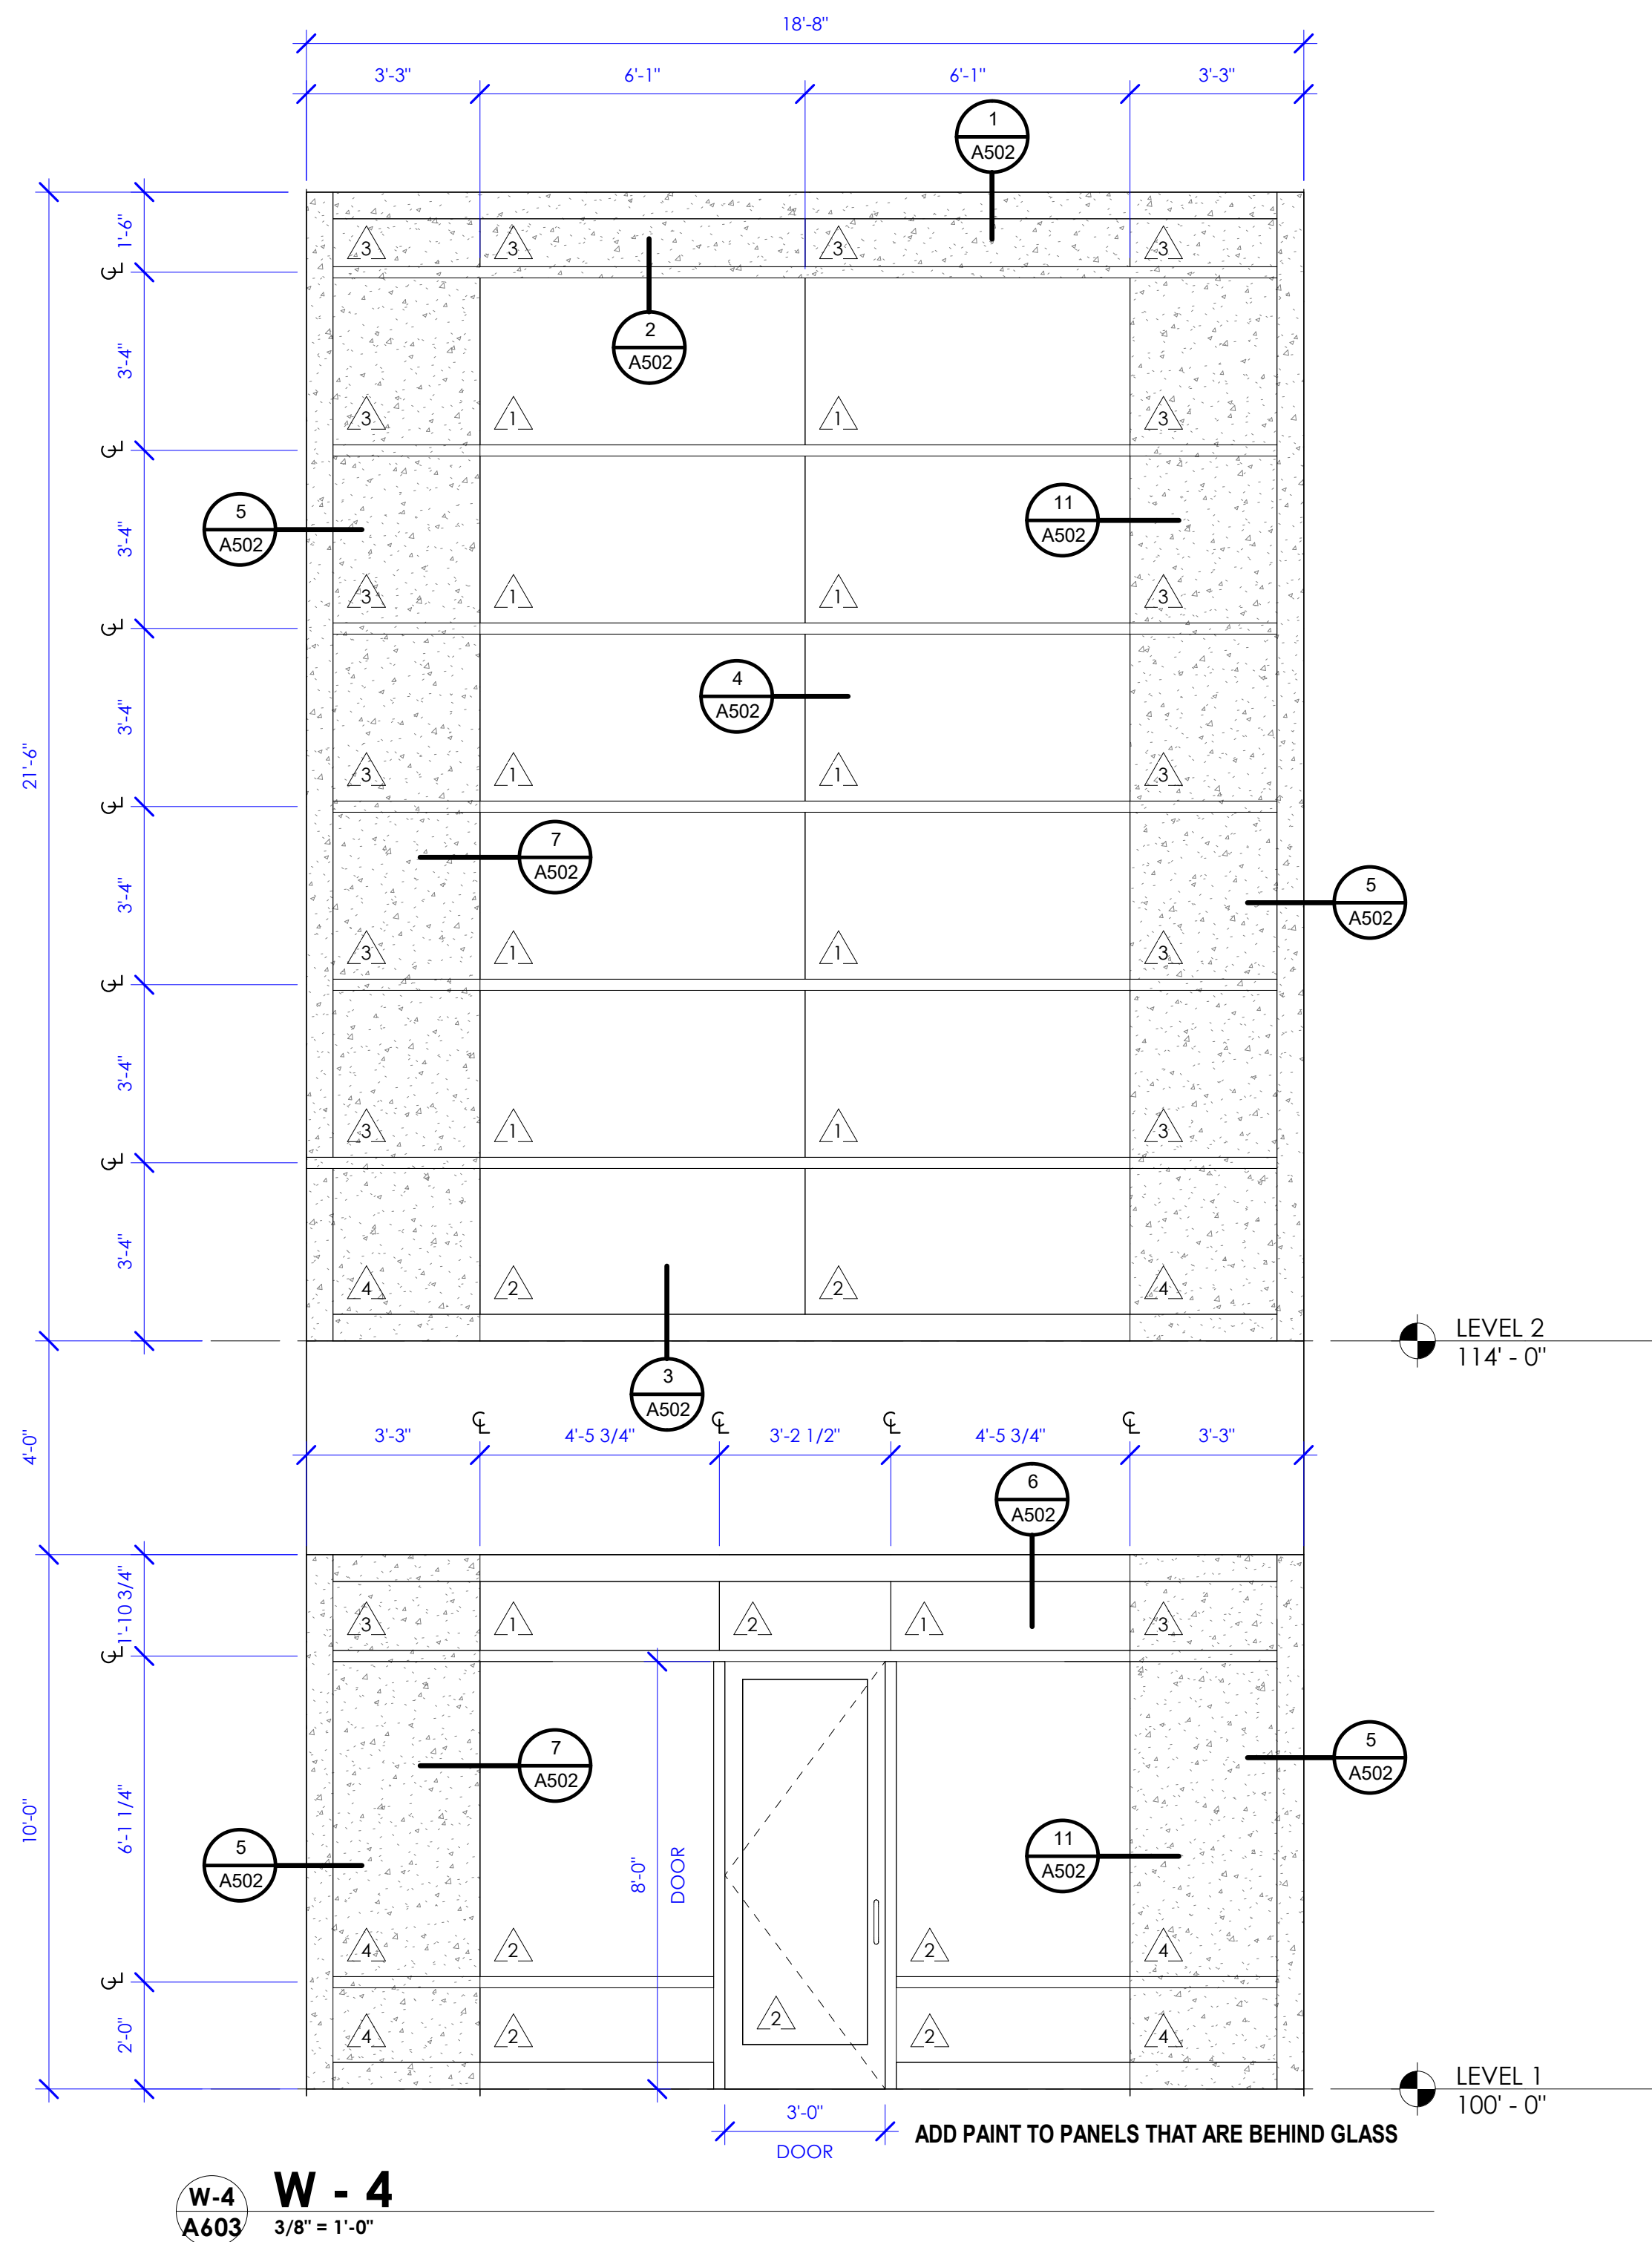 18'-8"
3'-3" 6'-1" 6'-1" 3'-3"
1
A502
1'-6"
3 3 3 3
℄
2
A502
3'-4"
3 1 1 3
℄
5
A502
11
A502
3'-4"
3 1 1 3
℄
4
A502
3'-4"
21'-6"
3 1 1 3
℄
7
A502
3'-4"
5
A502
3 1 1 3
℄
3'-4"
3 1 1 3
℄
3'-4"
4 2 2 4
LEVEL 2
114' - 0"
3
A502
℄ ℄ ℄ ℄
4'-0"
3'-3" 4'-5 3/4" 3'-2 1/2" 4'-5 3/4" 3'-3"
6
A502
1'-10 3/4"
3 1 2 1 3
℄
7
A502
5
A502
10'-0"
6'-1 1/4"
5
A502
8'-0"
DOOR
11
A502
4 2 2 4
℄
2'-0"
4 2 2 2 4
LEVEL 1
100' - 0"
3'-0"
DOOR
ADD PAINT TO PANELS THAT ARE BEHIND GLASS
W-4
A603
W - 4
3/8" = 1'-0"